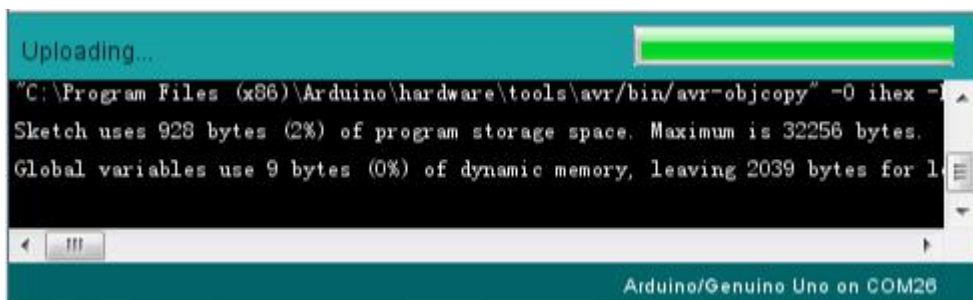 Uploading...
"C:\Program Files (x86)\Arduino\hardware\tools\avr/bin/avr-objcopy" -O ihex
Sketch uses 928 bytes (2%) of program storage space. Maximum is 32256 bytes.
Global variables use 9 bytes (0%) of dynamic memory, leaving 2039 bytes for
Arduino/Genuino Uno on COM26